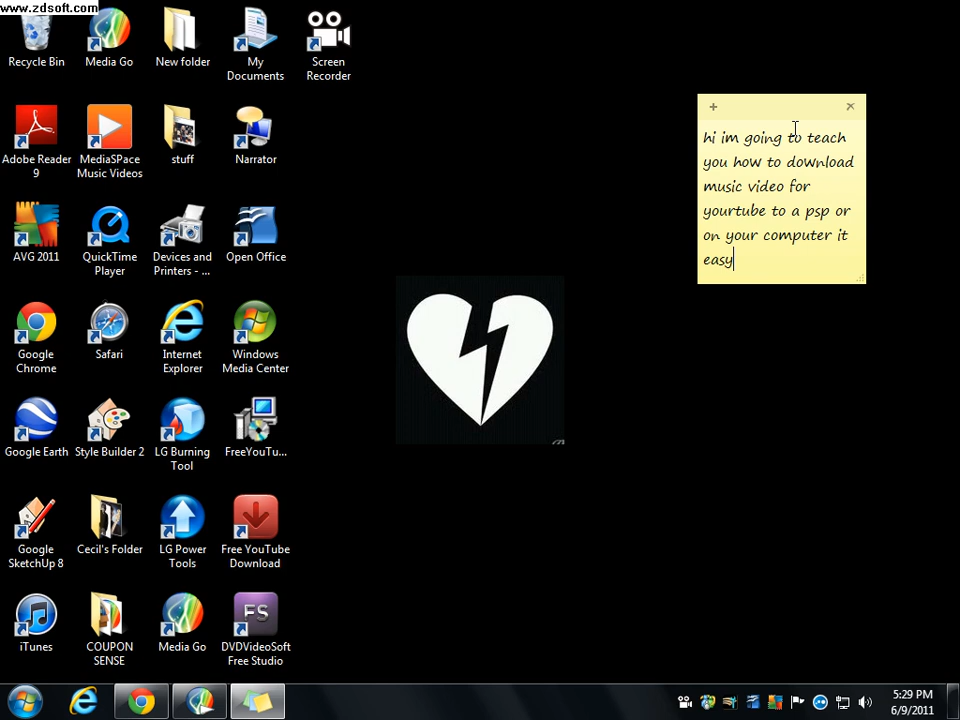 www.zdsoft.com
Recycle Bin
Media Go
New folder
My
Documents
Screen
Recorder
Adobe Reader
9
MediaSPace
Music Videos
stuff
Narrator
AVG 2011
QuickTime
Player
Devices and
Printers - ...
Open Office
Google
Chrome
Safari
Internet
Explorer
Windows
Media Center
Google Earth
Style Builder 2
LG Burning
Tool
FreeYouTu...
Google
SketchUp 8
Cecil's Folder
LG Power
Tools
Free YouTube
Download
iTunes
COUPON
SENSE
Media Go
FS
DVDVideoSoft
Free Studio
hi im going to teach
you how to download
music video for
yourtube to a psp or
on your computer it
easy
5:29 PM
6/9/2011